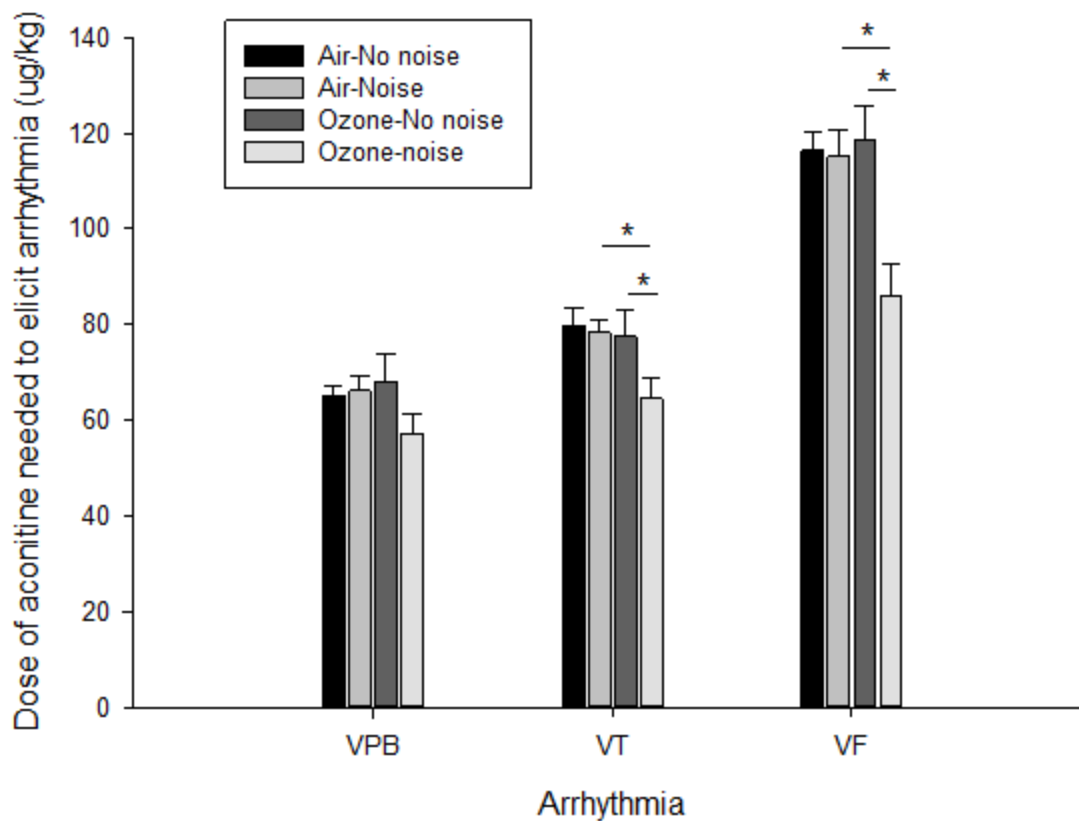 Dose of aconitine needed to elicit arrhythmia (ug/kg)
140
120
100
80
60
40
20
0
Air-No noise
Air-Noise
Ozone-No noise
Ozone-noise
*
*
*
*
VPB
VT
VF
Arrhythmia